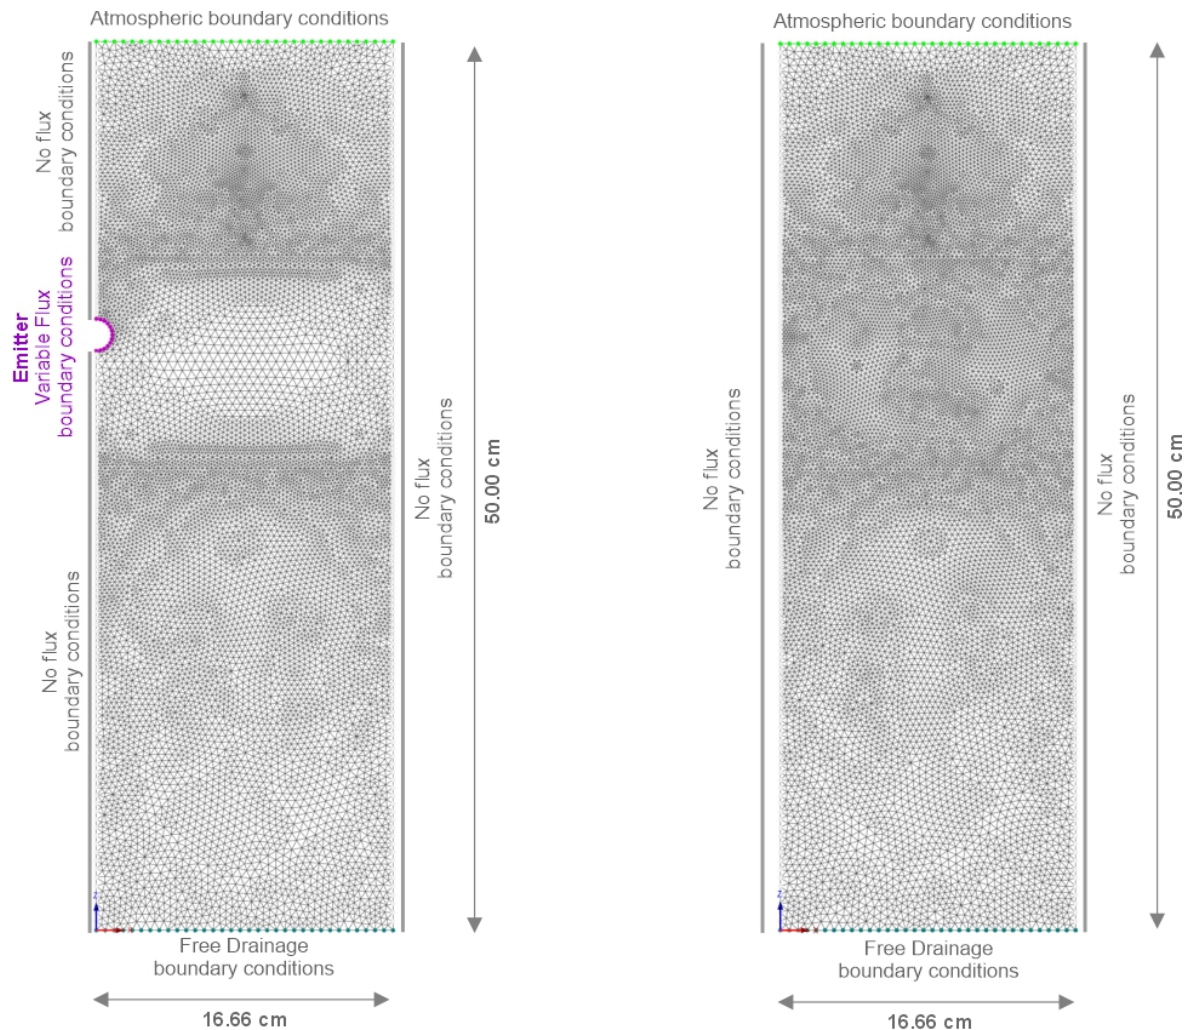 Atmospheric boundary conditions
No flux
boundary conditions
Emitter
Variable Flux
boundary conditions
No flux
boundary conditions
No flux
boundary conditions
50.00 cm
z
Free Drainage
boundary conditions
16.66 cm
Atmospheric boundary conditions
No flux
boundary conditions
No flux
boundary conditions
50.00 cm
z
Free Drainage
boundary conditions
16.66 cm